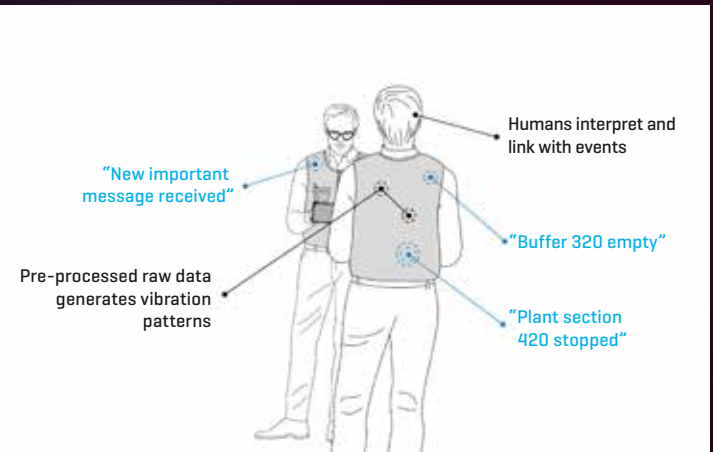 Humans interpret and
link with events
“New important
message received”
“Buffer 320 empty”
Pre-processed raw data
generates vibration
patterns
“Plant section
420 stopped”